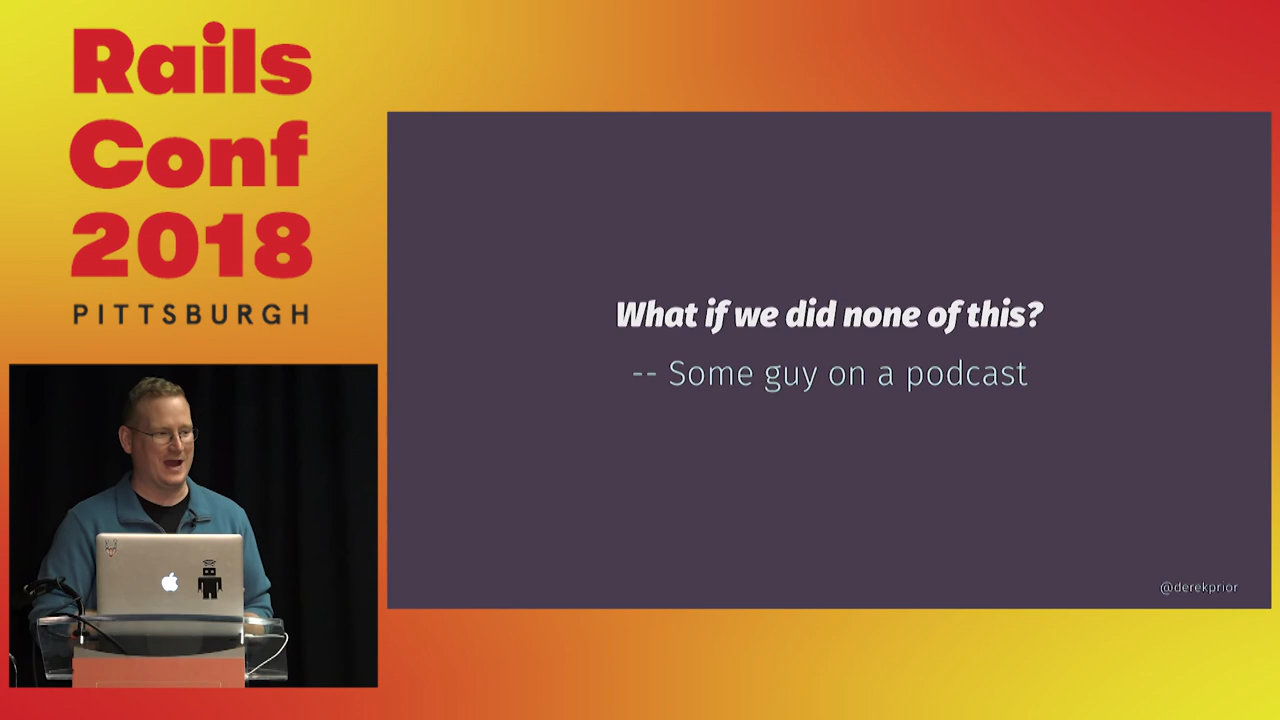 Rails
Conf
2018
PITTSBURGH
What if we did none of this?
-- Some guy on a podcast
@derekprior